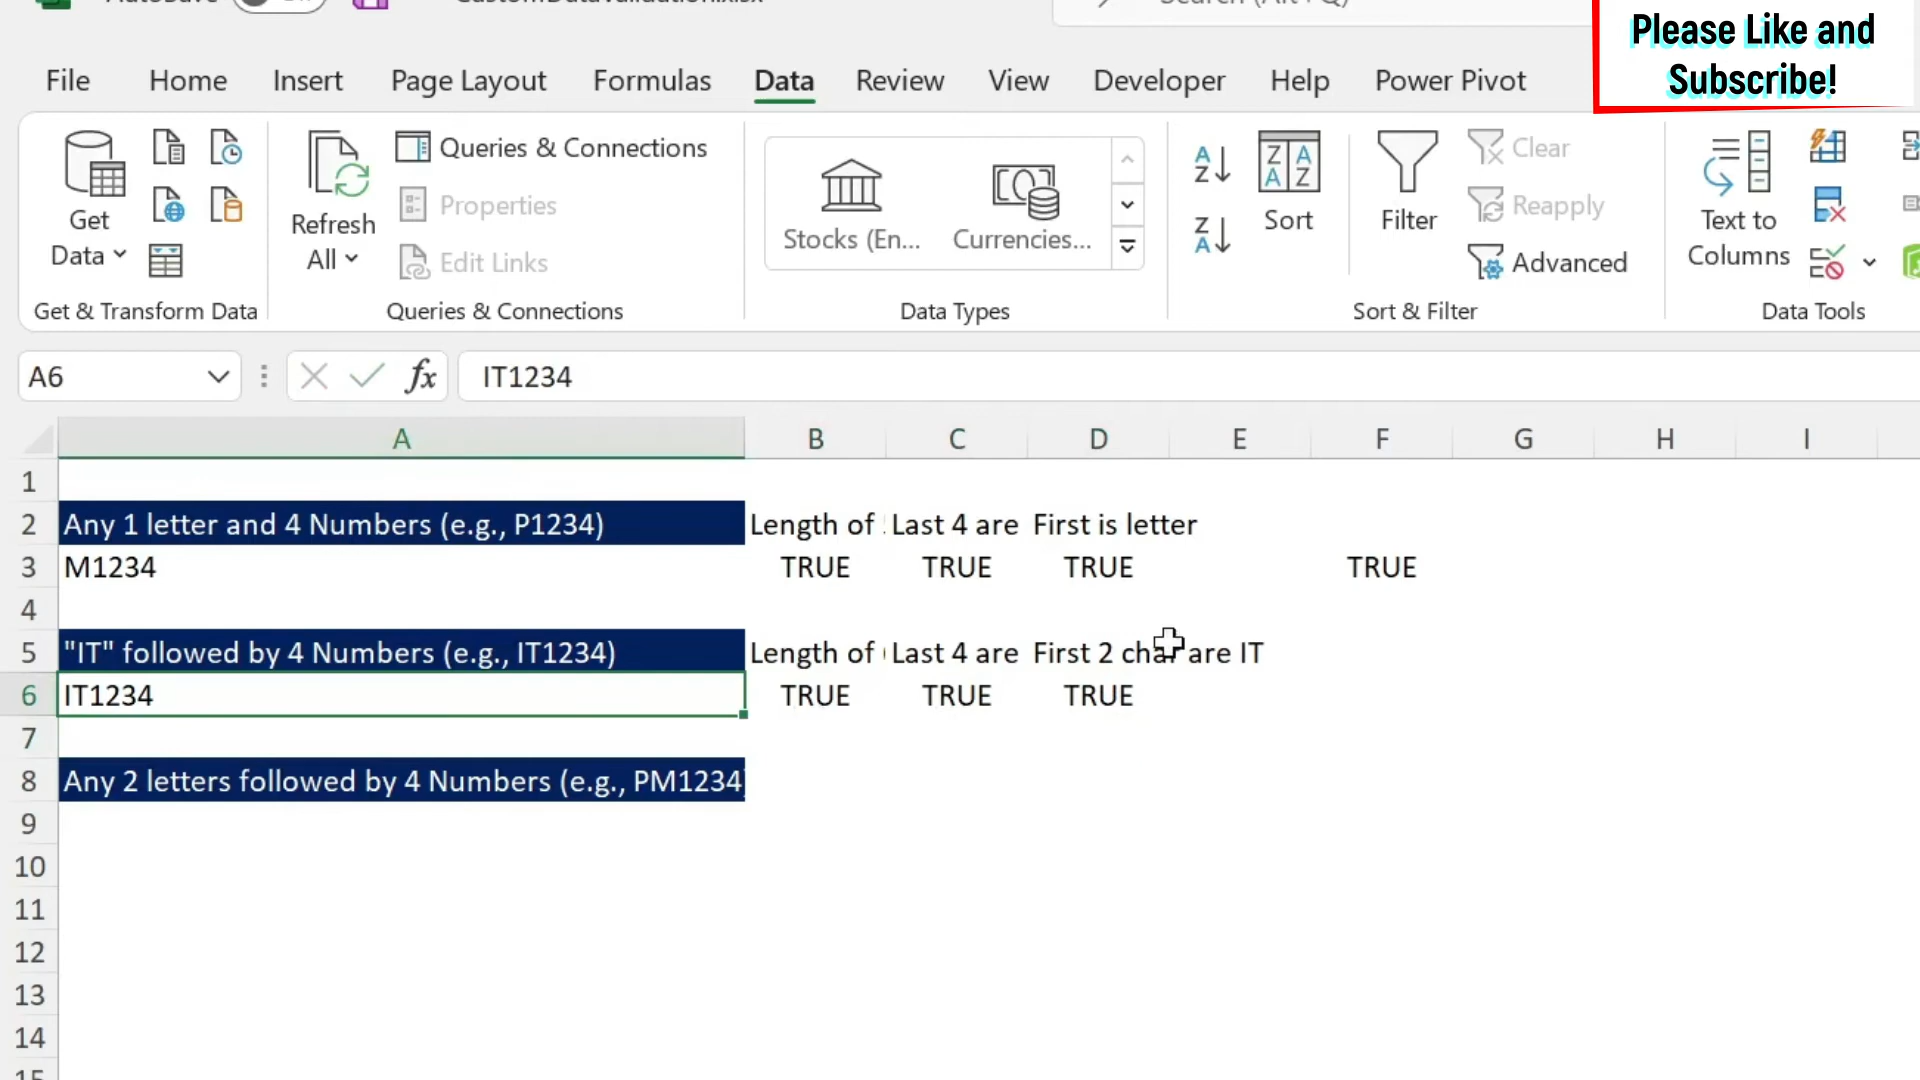 Please Like and
Subscribe!
File Home Insert Page Layout Formulas Data Review View Developer Help Power Pivot
Get
Data
Refresh
All
Queries & Connections
Properties
Edit Links
Stocks (En...
Currencies...
Sort
Filter
Clear
Reapply
Advanced
Text to
Columns
Get & Transform Data
Queries & Connections
Data Types
Sort & Filter
Data Tools
A6
fx
IT1234
A B C D E F G H I
1
2 Any 1 letter and 4 Numbers (e.g., P1234) Length of Last 4 are First is letter
3 M1234 TRUE TRUE TRUE TRUE
4
5 "IT" followed by 4 Numbers (e.g., IT1234) Length of Last 4 are First 2 char are IT
6 IT1234 TRUE TRUE TRUE
7
8 Any 2 letters followed by 4 Numbers (e.g., PM1234)
9
10
11
12
13
14
15